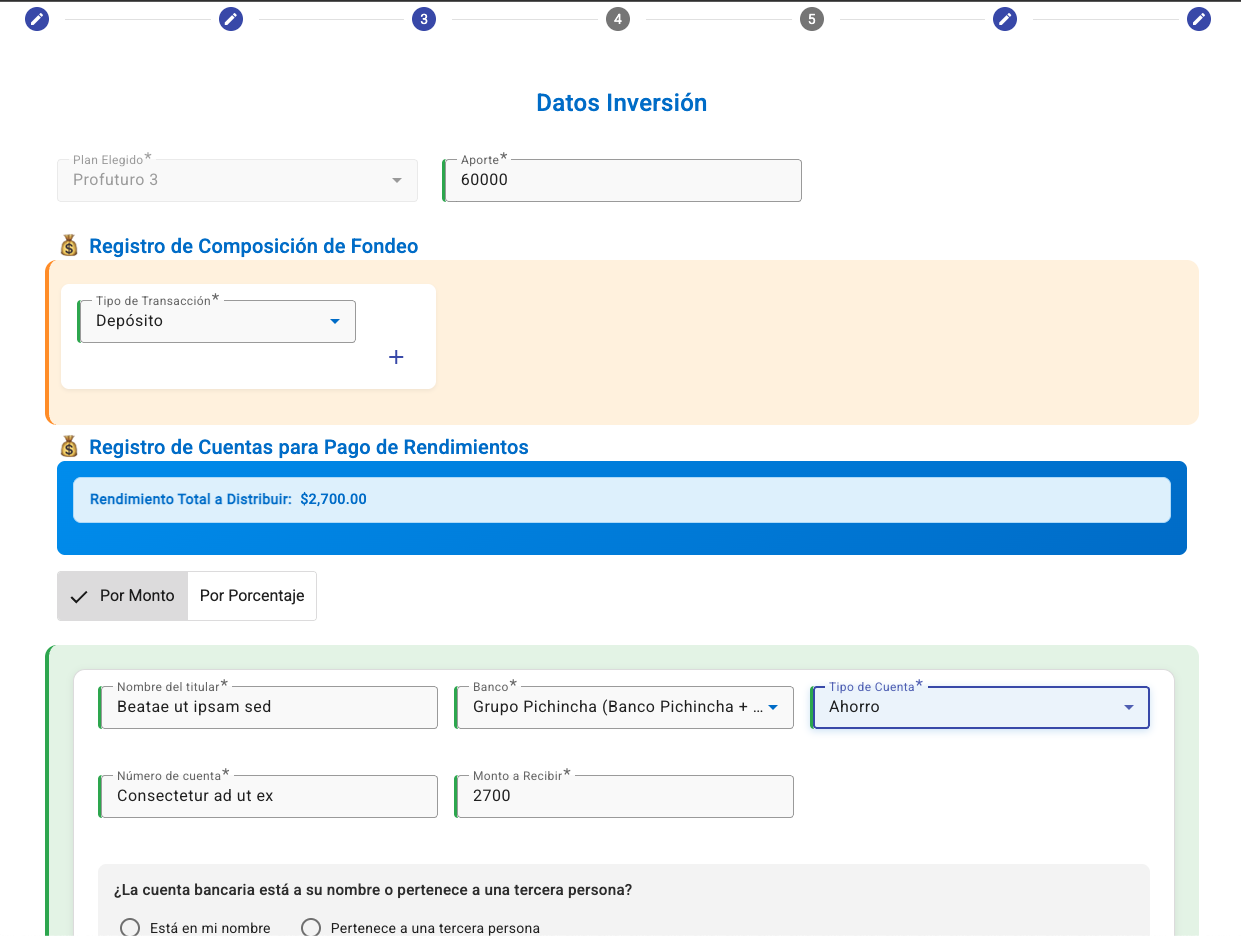 3
4
5
Datos Inversión
Plan Elegido*
Profuturo 3
Aporte*
60000
Registro de Composición de Fondeo
Tipo de Transacción*
Depósito
+
Registro de Cuentas para Pago de Rendimientos
Rendimiento Total a Distribuir: $2,700.00
Por Monto
Por Porcentaje
Nombre del titular*
Beatae ut ipsam sed
Banco*
Grupo Pichincha (Banco Pichincha + ...
Tipo de Cuenta*
Ahorro
Número de cuenta*
Consectetur ad ut ex
Monto a Recibir*
2700
¿La cuenta bancaria está a su nombre o pertenece a una tercera persona?
Está en mi nombre
Pertenece a una tercera persona